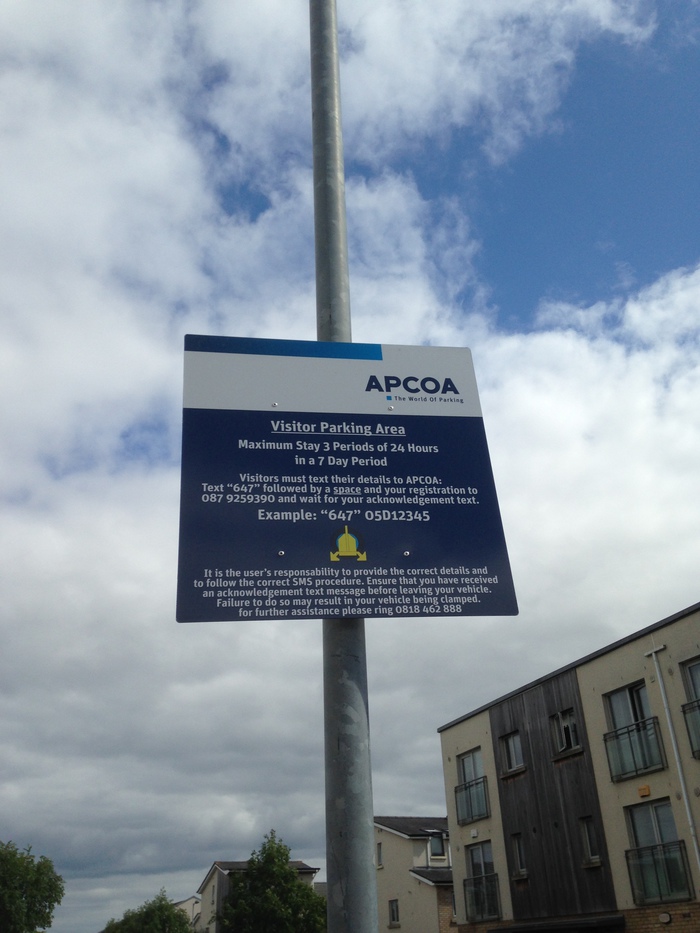 APCOA
The World Of Parking
Visitor Parking Area
Maximum Stay 3 Periods of 24 Hours
in a 7 Day Period
Visitors must text their details to APCOA:
Text “647” followed by a space and your registration to
087 9259390 and wait for your acknowledgement text.
Example: “647” 05D12345
It is the user's responsability to provide the correct details and
to follow the correct SMS procedure. Ensure that you have received
an acknowledgement text message before leaving your vehicle.
Failure to do so may result in your vehicle being clamped.
for further assistance please ring 0818 462 888